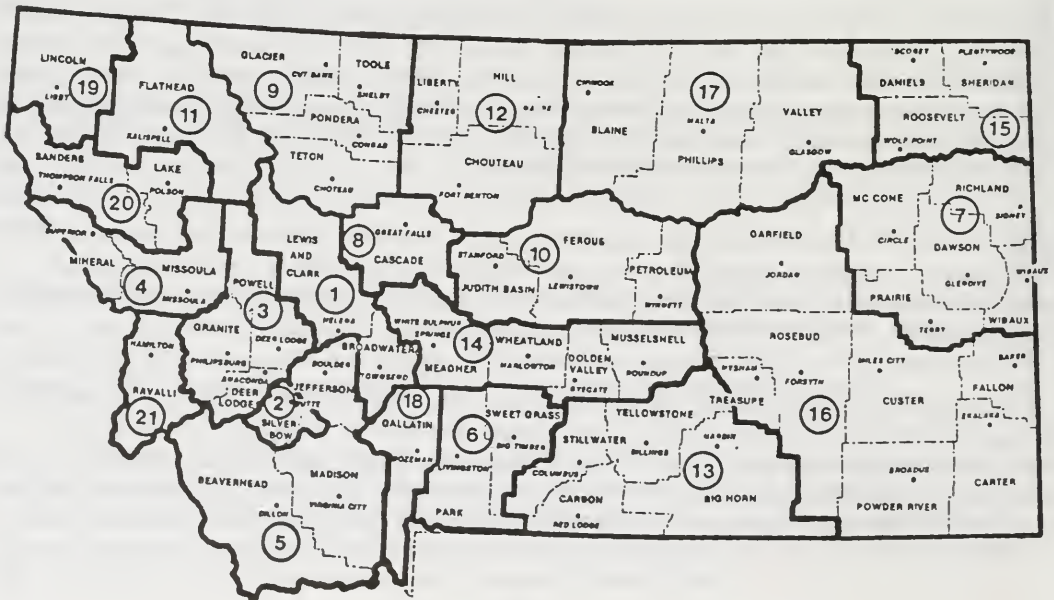 LINCOLN
LIBBY
19
FLATHEAD
11
KALISPELL
GLACIER
9
CUT BANK
TOOLE
SHELBY
PONDERA
CONRAD
TETON
CHOTEAU
LIBERTY
CHESTER
HILL
12
CHOUTEAU
FORT BENTON
CHINOOK
BLAINE
17
MALTA
PHILLIPS
VALLEY
GLASGOW
SCOBEY
DANIELS
PLENTYWOOD
SHERIDAN
ROOSEVELT
15
WOLF POINT
SANDERS
THOMPSON FALLS
20
LAKE
POLSON
SUPERIOR
MINERAL
4
MISSOULA
MISSOULA
POWELL
3
GRANITE
PHILIPSBURG
DEER LODGE
ANACONDA
DEER
LODGE
LEWIS
AND
CLARK
1
HELENA
8
GREAT FALLS
CASCADE
STANFORD
JUDITH BASIN
10
FERGUS
LEWISTOWN
PETROLEUM
WINNETT
GARFIELD
JORDAN
MC CONE
CIRCLE
RICHLAND
7
SIDNEY
DAWSON
GLENDIVE
PRAIRIE
TERRY
WIBAUX
WIBAUX
HAMILTON
RAVALLI
21
2
BUTTE
SILVER
BOW
BOULDER
JEFFERSON
BROADWATER
TOWNSEND
WHITE SULPHUR
SPRINGS
14
MEAGHER
WHEATLAND
HARLOWTON
GOLDEN
VALLEY
RYEGATE
MUSSELSHELL
ROUNDUP
ROSEBUD
HYSHAM
FORSYTH
TREASURE
16
MILES CITY
CUSTER
BAKER
FALLON
EKALAKA
CARTER
BROADUS
POWDER RIVER
BEAVERHEAD
DILLON
5
MADISON
VIRGINIA CITY
18
GALLATIN
BOZEMAN
6
LIVINGSTON
PARK
SWEET GRASS
BIG TIMBER
STILLWATER
COLUMBUS
CARBON
RED LODGE
YELLOWSTONE
BILLINGS
HARDIN
13
BIG HORN